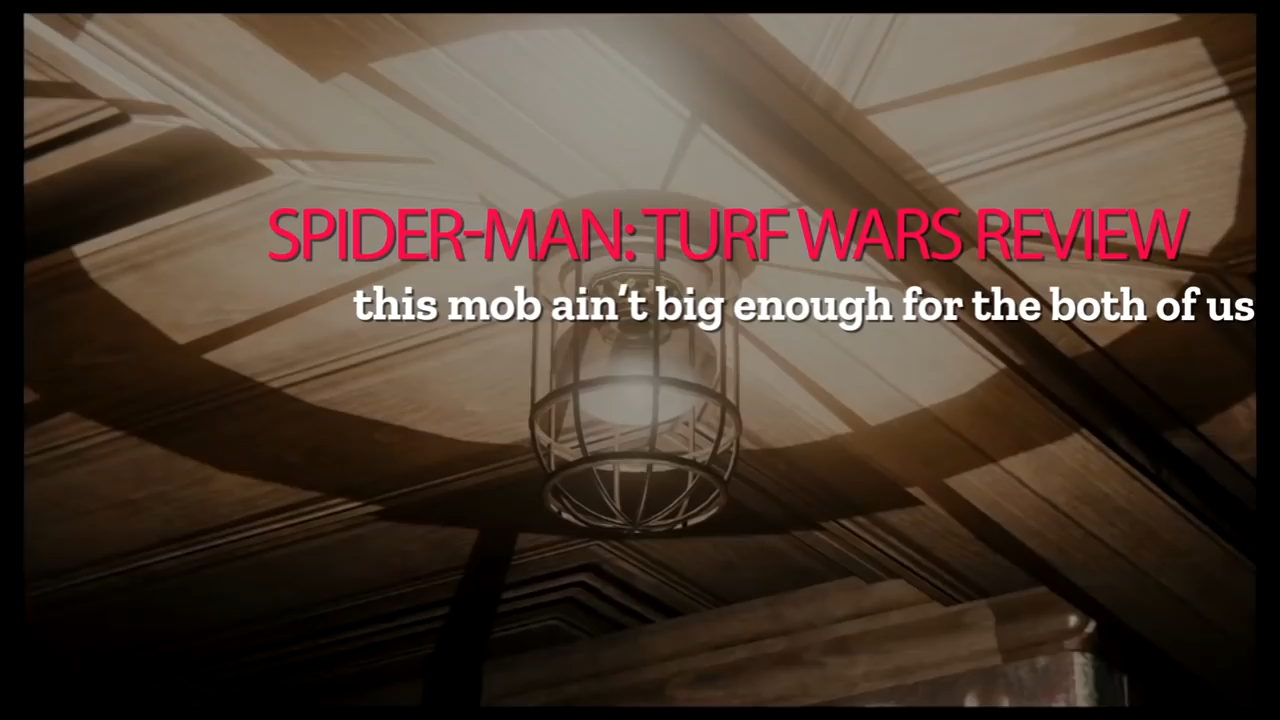 SPIDER-MAN: TURF WARS REVIEW
this mob ain't big enough for the both of us